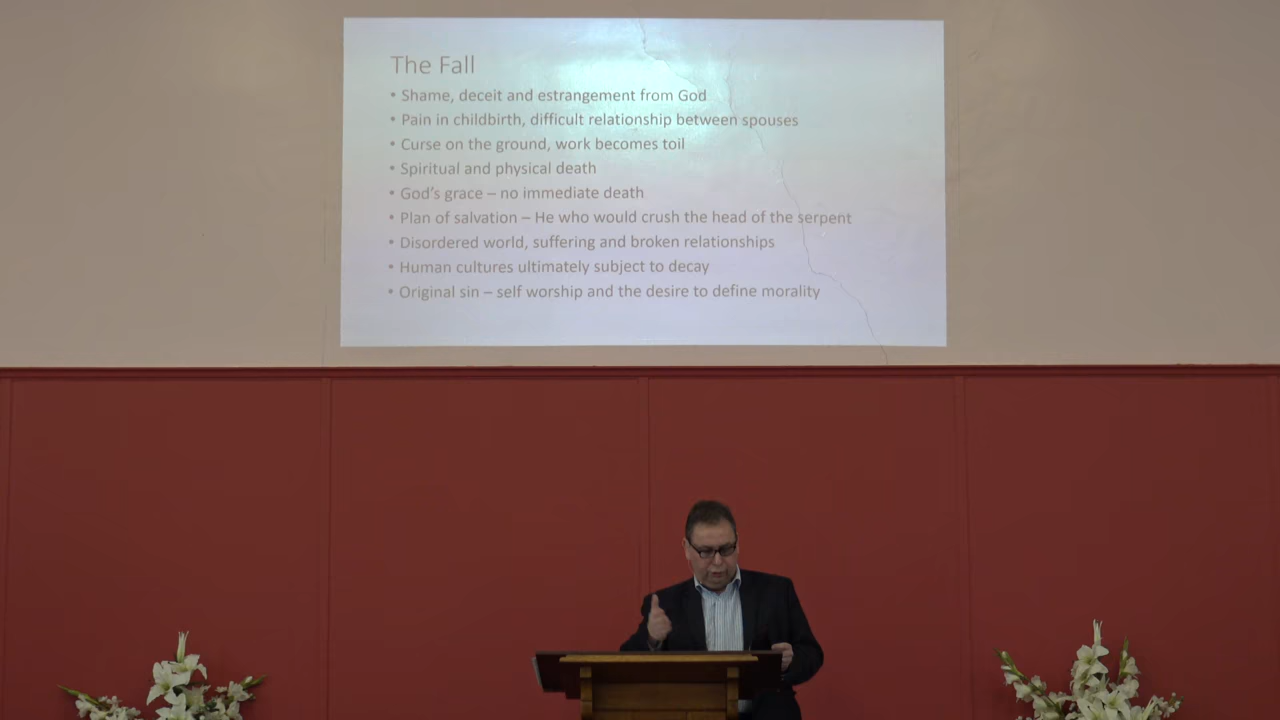 The Fall
• Shame, deceit and estrangement from God
• Pain in childbirth, difficult relationship between spouses
• Curse on the ground, work becomes toil
• Spiritual and physical death
• God's grace – no immediate death
• Plan of salvation – He who would crush the head of the serpent
• Disordered world, suffering and broken relationships
• Human cultures ultimately subject to decay
• Original sin – self worship and the desire to define morality